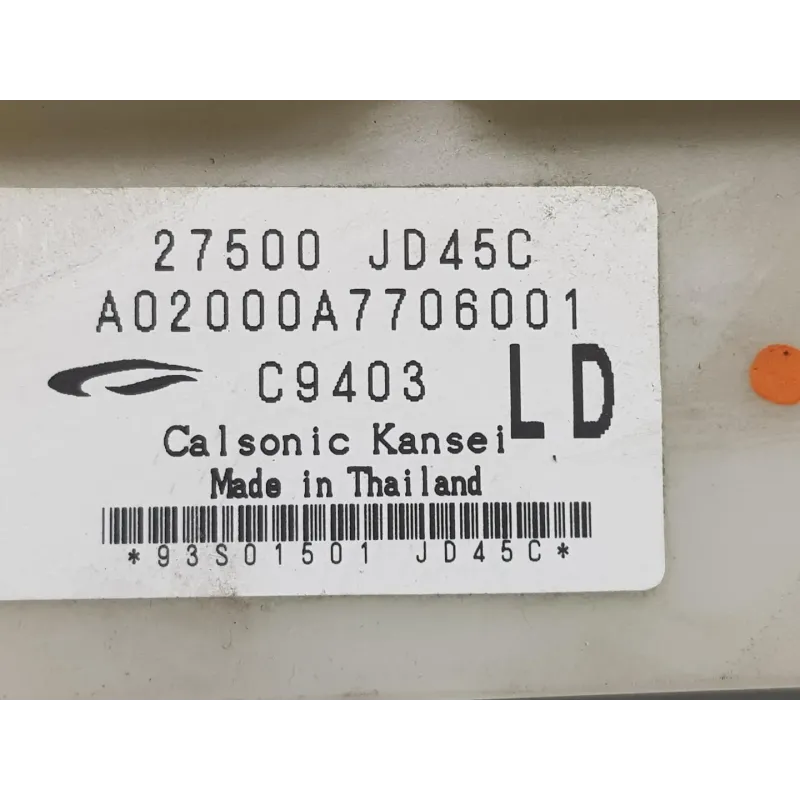 27500 JD45C
A02000A7706001
C9403
LD
Calsonic Kansei
Made in Thailand
*93S01501 JD45C*